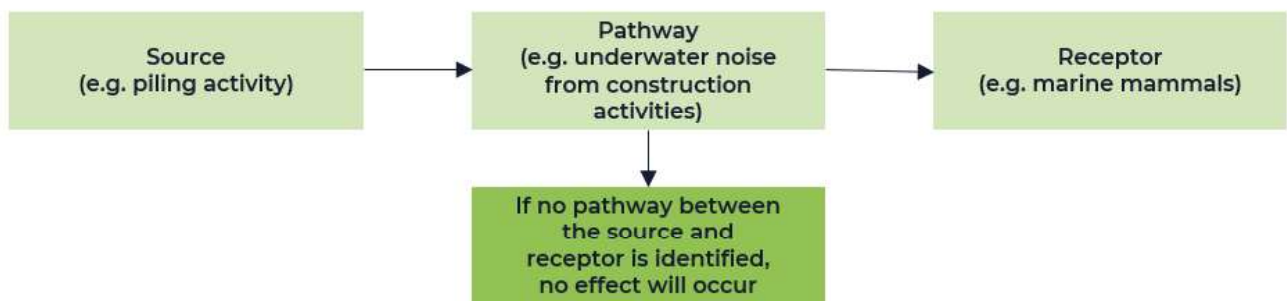 Source
(e.g. piling activity)
Pathway
(e.g. underwater noise
from construction
activities)
Receptor
(e.g. marine mammals)
If no pathway between
the source and
receptor is identified,
no effect will occur